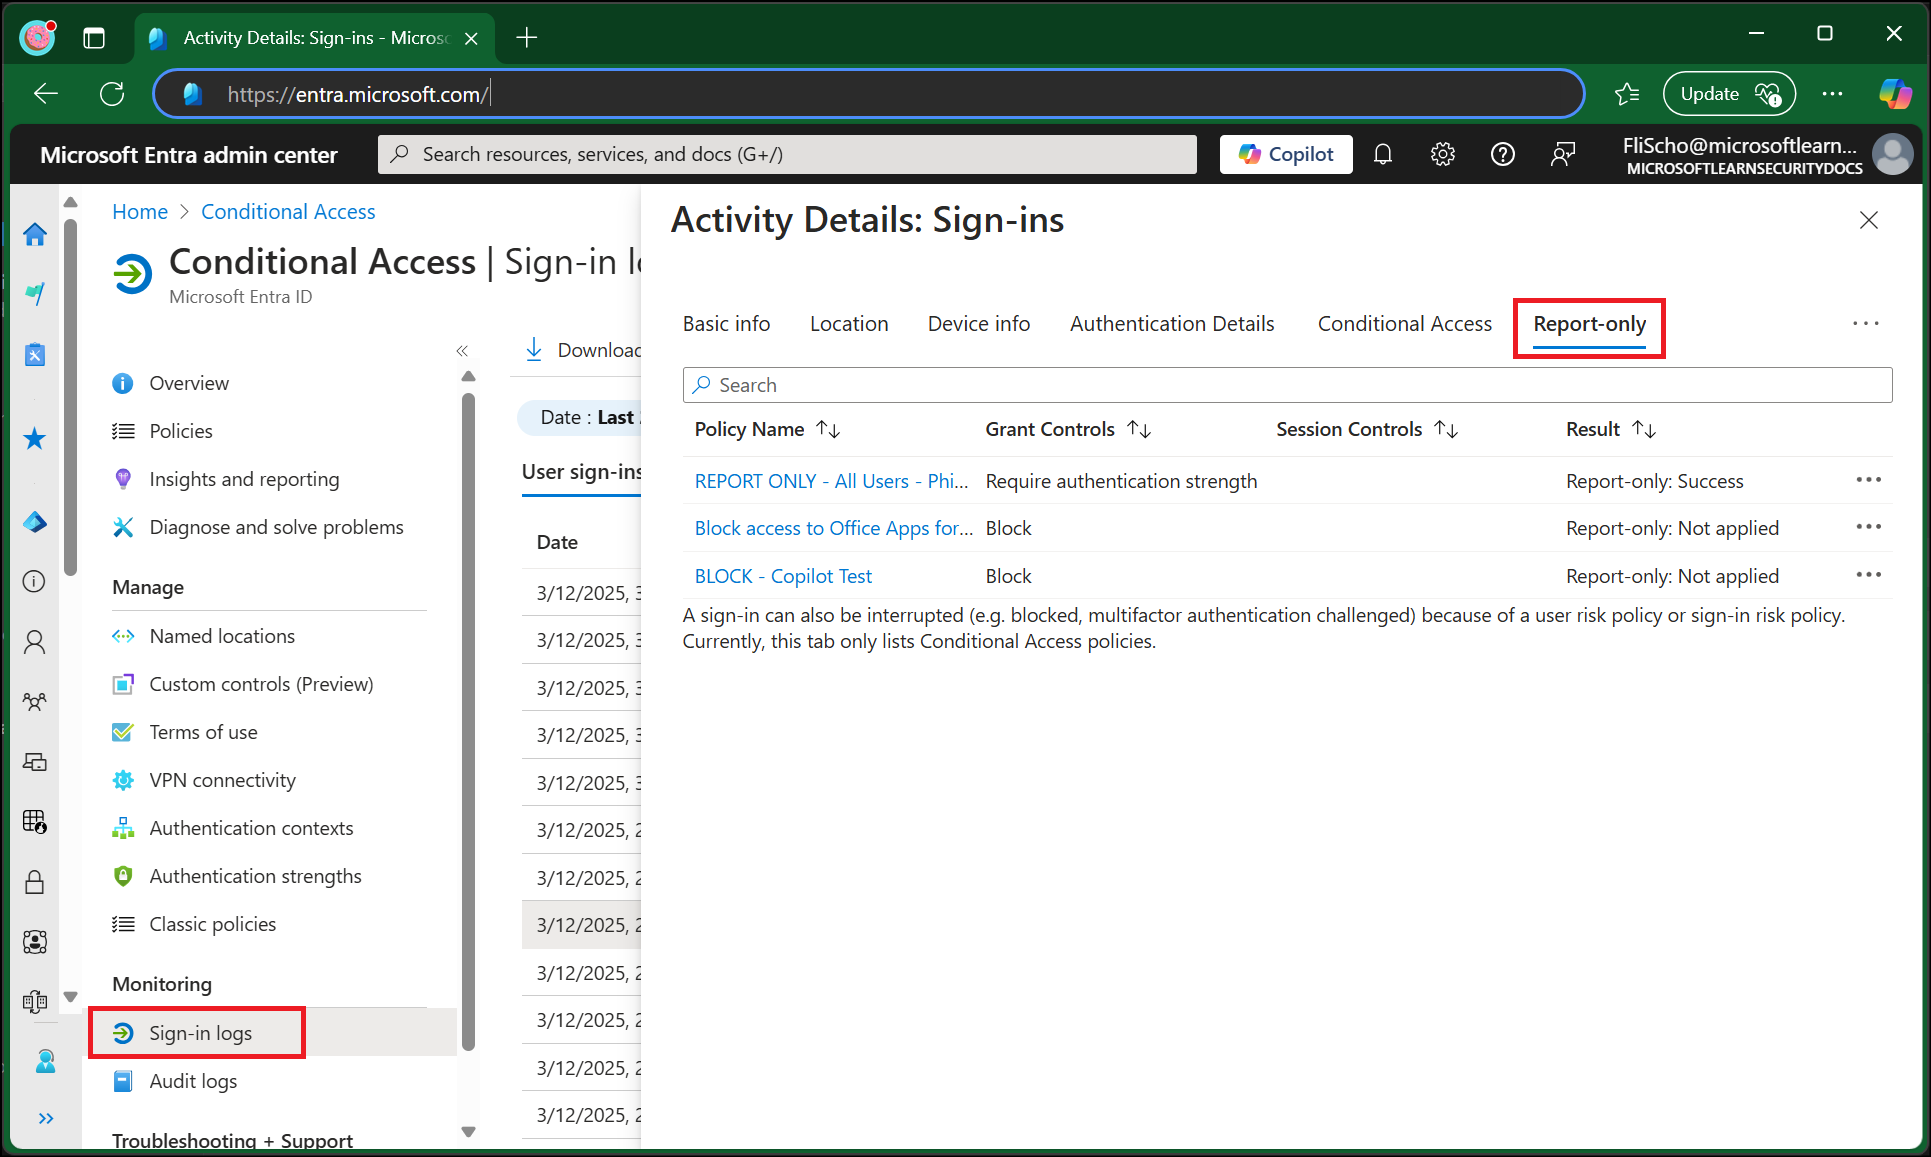 Activity Details: Sign-ins - Microsc
https://entra.microsoft.com/
Update
Microsoft Entra admin center
Search resources, services, and docs (G+/)
Copilot
FliScho@microsoftlearn...
MICROSOFTLEARNSECURITYDOCS
Home > Conditional Access
Conditional Access | Sign-in lo
Microsoft Entra ID
Overview
Policies
Insights and reporting
Diagnose and solve problems
Manage
Named locations
Custom controls (Preview)
Terms of use
VPN connectivity
Authentication contexts
Authentication strengths
Classic policies
Monitoring
Sign-in logs
Audit logs
Troubleshooting + Support
Download
Date : Last
User sign-ins
Date
3/12/2025, 3
3/12/2025, 3
3/12/2025, 3
3/12/2025, 3
3/12/2025, 3
3/12/2025, 2
3/12/2025, 2
3/12/2025, 2
3/12/2025, 2
3/12/2025, 2
3/12/2025, 2
3/12/2025, 2
Activity Details: Sign-ins
Basic info Location Device info Authentication Details Conditional Access Report-only
Search
Policy Name Grant Controls Session Controls Result
REPORT ONLY - All Users - Phi... Require authentication strength Report-only: Success
Block access to Office Apps for... Block Report-only: Not applied
BLOCK - Copilot Test Block Report-only: Not applied
A sign-in can also be interrupted (e.g. blocked, multifactor authentication challenged) because of a user risk policy or sign-in risk policy.
Currently, this tab only lists Conditional Access policies.